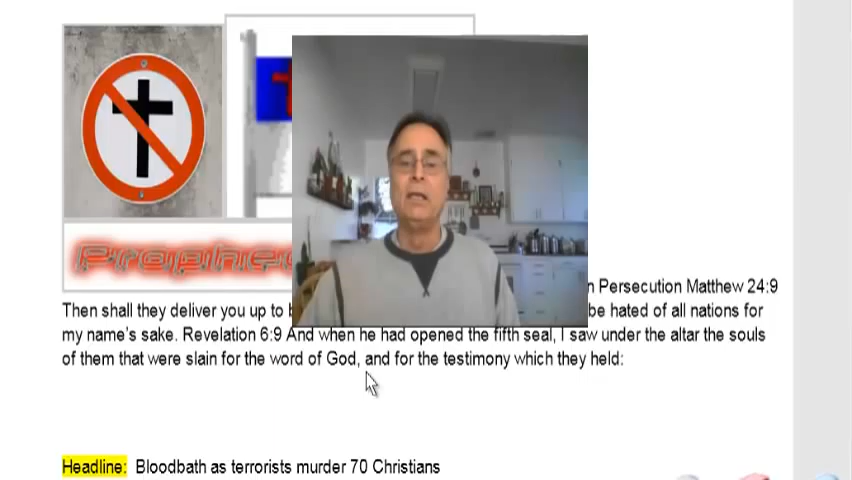 Prophe
n Persecution Matthew 24:9
Then shall they deliver you up to b be hated of all nations for
my name's sake. Revelation 6:9 And when he had opened the fifth seal, I saw under the altar the souls
of them that were slain for the word of God, and for the testimony which they held:
Headline: Bloodbath as terrorists murder 70 Christians